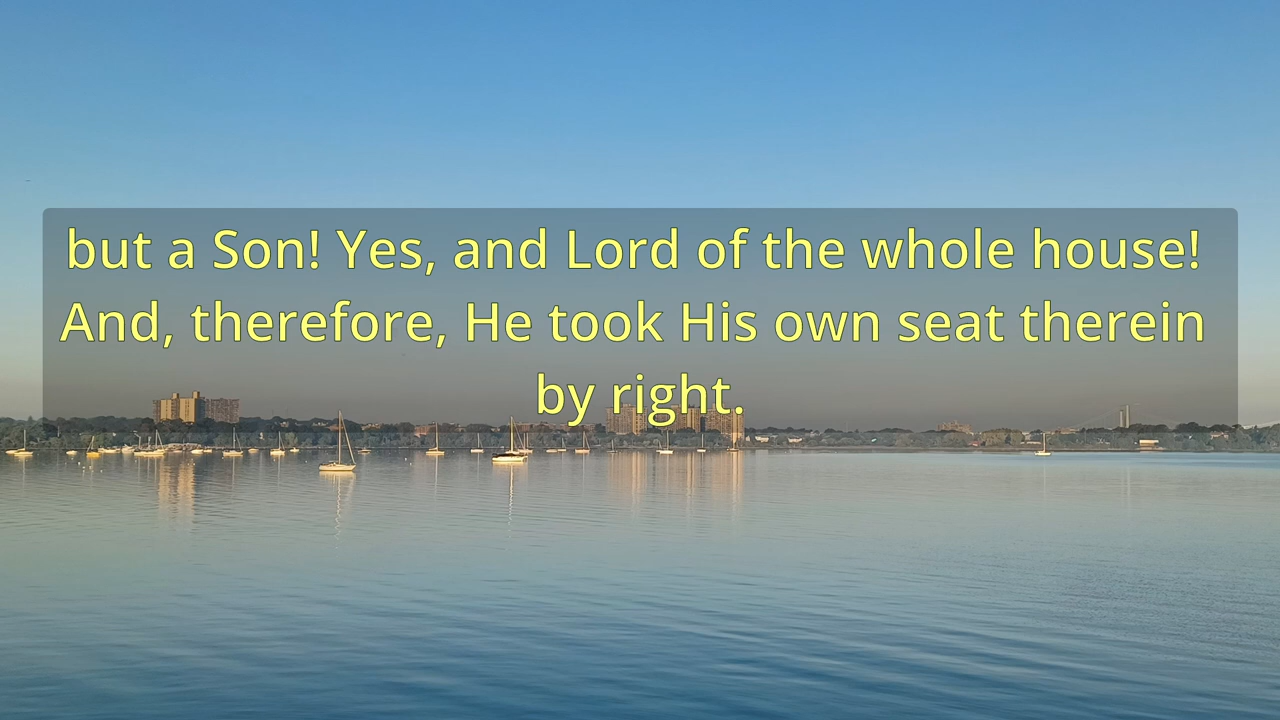 but a Son! Yes, and Lord of the whole house!
And, therefore, He took His own seat therein
by right.